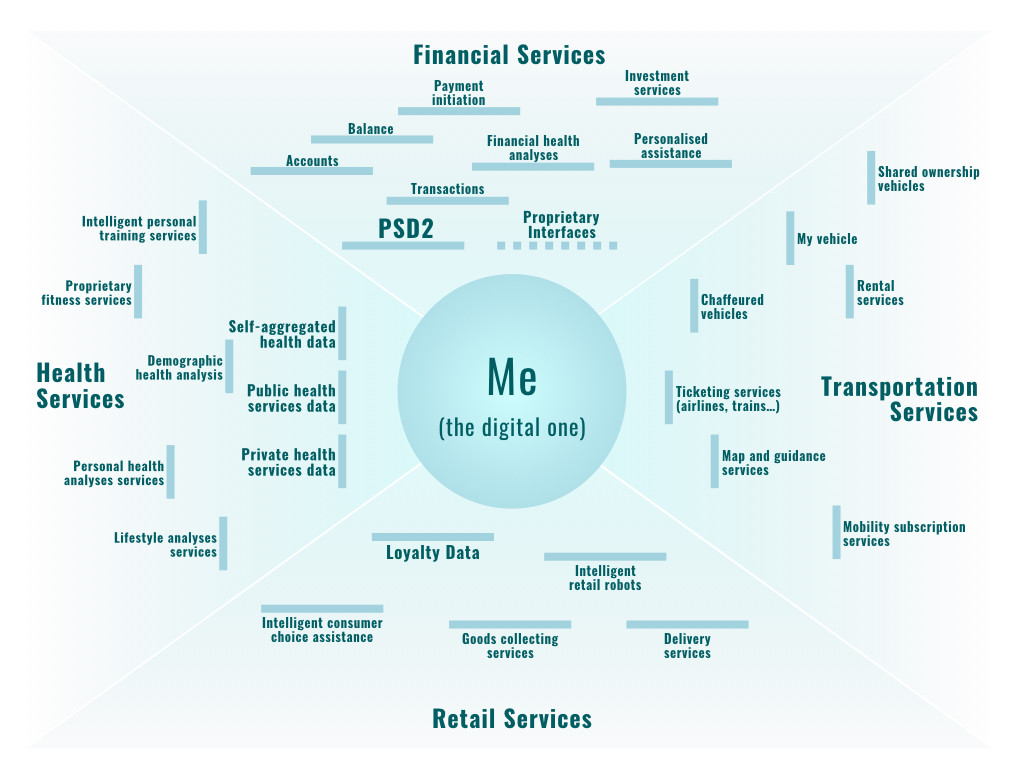 Financial Services
Payment
initiation
Investment
services
Balance
Financial health
analyses
Personalised
assistance
Accounts
Transactions
PSD2
Proprietary
Interfaces
Intelligent personal
training services
Proprietary
fitness services
Self-aggregated
health data
Demographic
health analysis
Health
Services
Public health
services data
Private health
services data
Personal health
analyses services
Lifestyle analyses
services
Me
(the digital one)
Shared ownership
vehicles
My vehicle
Rental
services
Chaffeured
vehicles
Ticketing services
(airlines, trains...)
Transportation
Services
Map and guidance
services
Mobility subscription
services
Loyalty Data
Intelligent
retail robots
Intelligent consumer
choice assistance
Goods collecting
services
Delivery
services
Retail Services